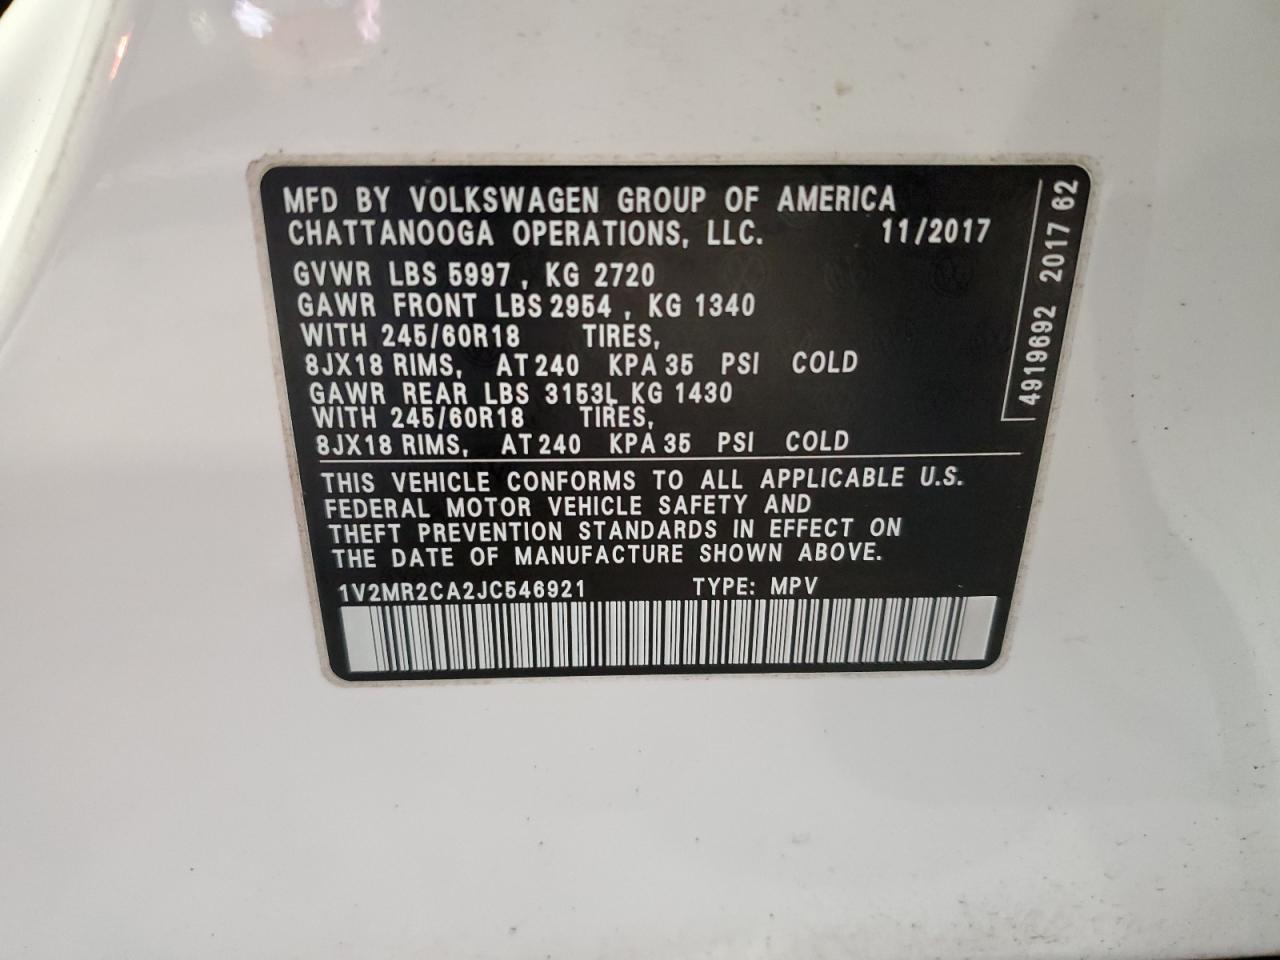 MFD BY VOLKSWAGEN GROUP OF AMERICA
CHATTANOOGA OPERATIONS, LLC. 11/2017
GVWR LBS 5997, KG 2720
GAWR FRONT LBS 2954, KG 1340
WITH 245/60R18 TIRES,
8JX18 RIMS, AT 240 KPA 35 PSI COLD
GAWR REAR LBS 3153L KG 1430
WITH 245/60R18 TIRES,
8JX18 RIMS, AT 240 KPA 35 PSI COLD
THIS VEHICLE CONFORMS TO ALL APPLICABLE U.S.
FEDERAL MOTOR VEHICLE SAFETY AND
THEFT PREVENTION STANDARDS IN EFFECT ON
THE DATE OF MANUFACTURE SHOWN ABOVE.
1V2MR2CA2JC546921 TYPE: MPV
4919692 2017 62